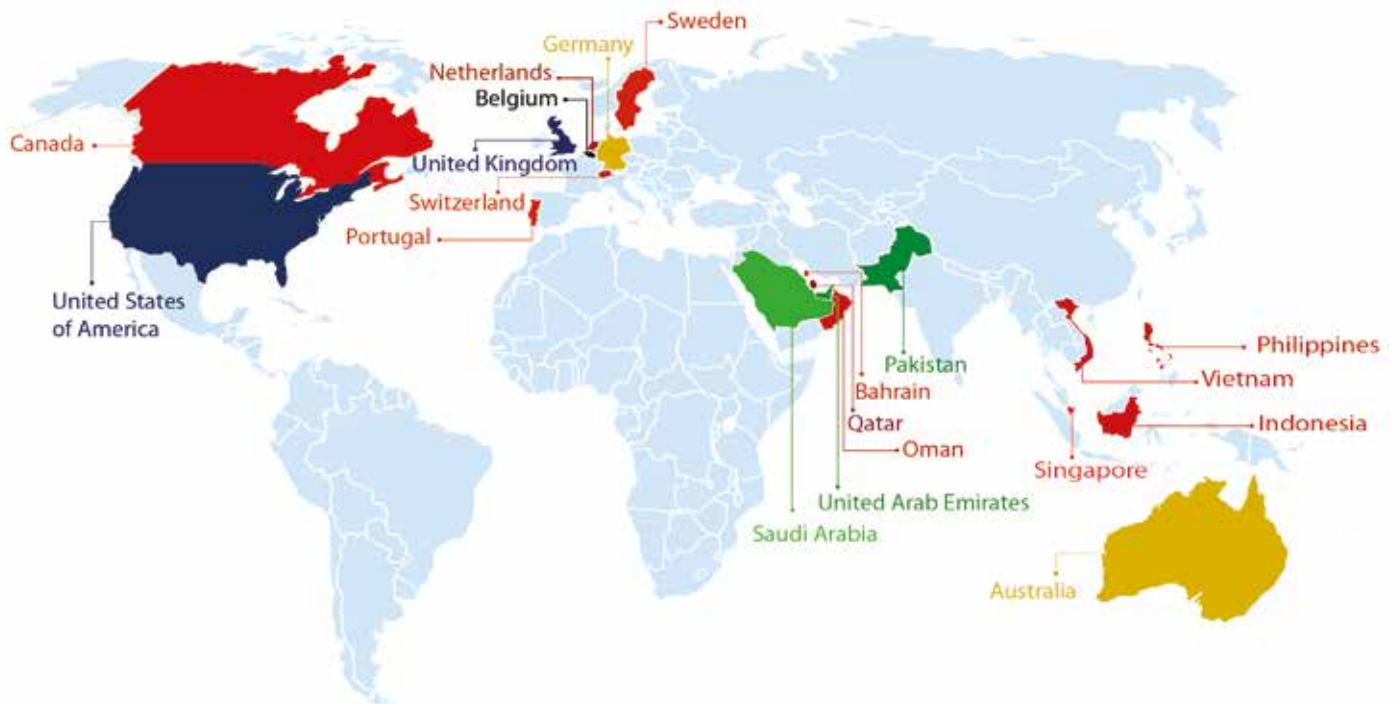 Sweden
Germany
Netherlands
Belgium
Canada
United Kingdom
Switzerland
Portugal
United States
of America
Philippines
Pakistan
Vietnam
Bahrain
Qatar
Indonesia
Oman
Singapore
United Arab Emirates
Saudi Arabia
Australia